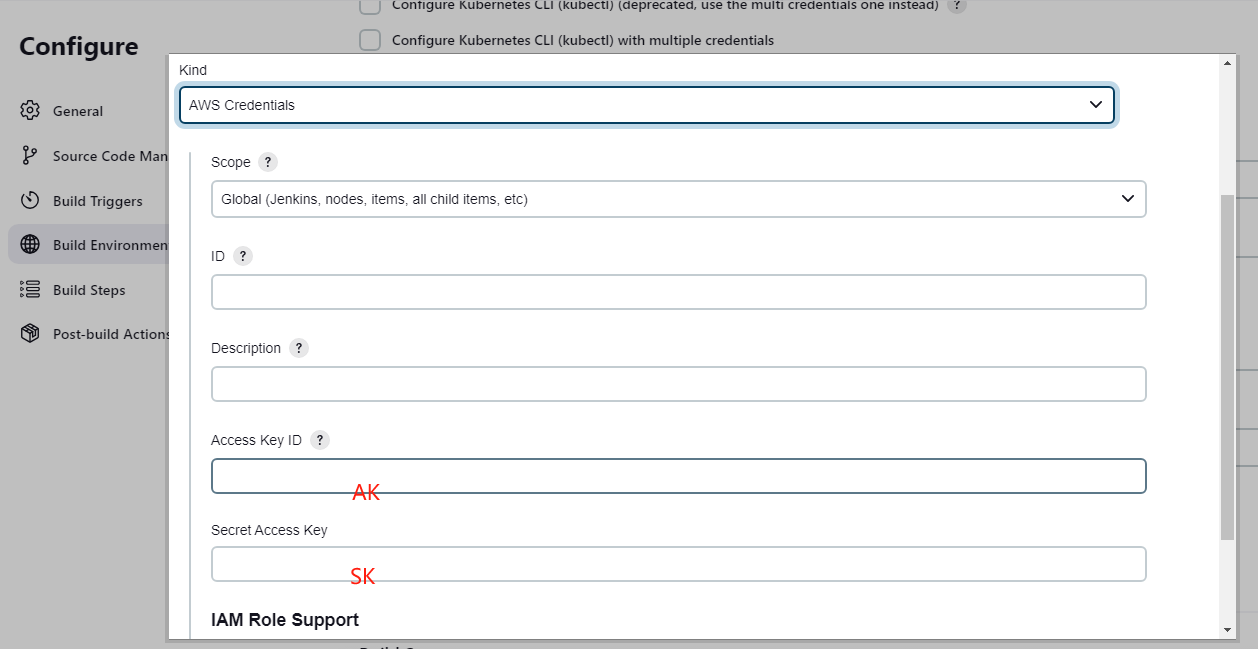 Configure Kubernetes CLI (kubectl) (deprecated, use the multi credentials one instead) ?
Configure
Configure Kubernetes CLI (kubectl) with multiple credentials
Kind
AWS Credentials
General
Source Code Man
Build Triggers
Build Environmen
Build Steps
Post-build Actions
Scope ?
Global (Jenkins, nodes, items, all child items, etc)
ID ?
Description ?
Access Key ID ?
AK
Secret Access Key
SK
IAM Role Support